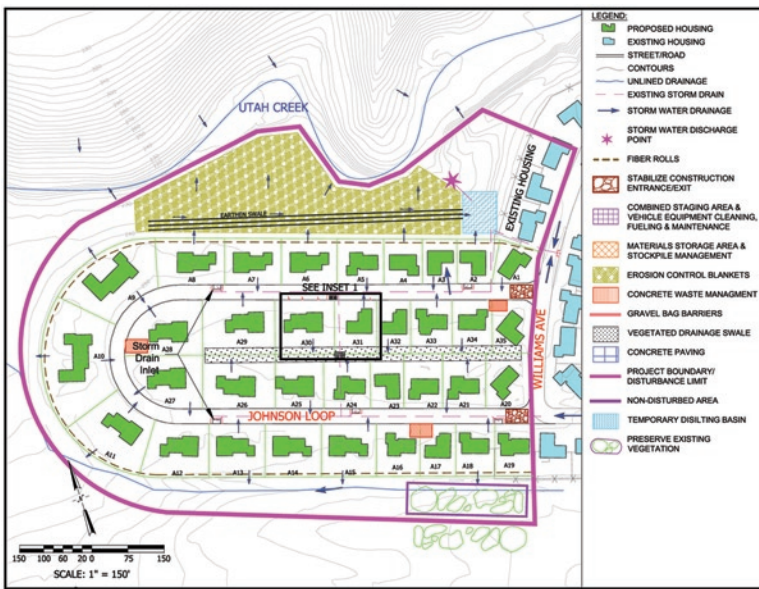 UTAH CREEK
EARTHEN SWALE
EXISTING HOUSING
A8
A7
A6
A5
A4
A3
A2
A1
SEE INSET 1
A9
A10
A28
A29
A30
A31
A32
A33
A34
A35
Storm
Drain
Inlet
WILLIAMS AVE
A27
A26
A25
A24
A23
A22
A21
A20
JOHNSON LOOP
A11
A12
A13
A14
A15
A16
A17
A18
A19
150 100 60 20 0 75 150
SCALE: 1" = 150'
LEGEND:
PROPOSED HOUSING
EXISTING HOUSING
STREET/ROAD
CONTOURS
UNLINED DRAINAGE
EXISTING STORM DRAIN
STORM WATER DRAINAGE
STORM WATER DISCHARGE
POINT
FIBER ROLLS
STABILIZE CONSTRUCTION
ENTRANCE/EXIT
COMBINED STAGING AREA &
VEHICLE EQUIPMENT CLEANING,
FUELING & MAINTENANCE
MATERIALS STORAGE AREA &
STOCKPILE MANAGEMENT
EROSION CONTROL BLANKETS
CONCRETE WASTE MANAGMENT
GRAVEL BAG BARRIERS
VEGETATED DRAINAGE SWALE
CONCRETE PAVING
PROJECT BOUNDARY/
DISTURBANCE LIMIT
NON-DISTURBED AREA
TEMPORARY DISILTING BASIN
PRESERVE EXISTING
VEGETATION